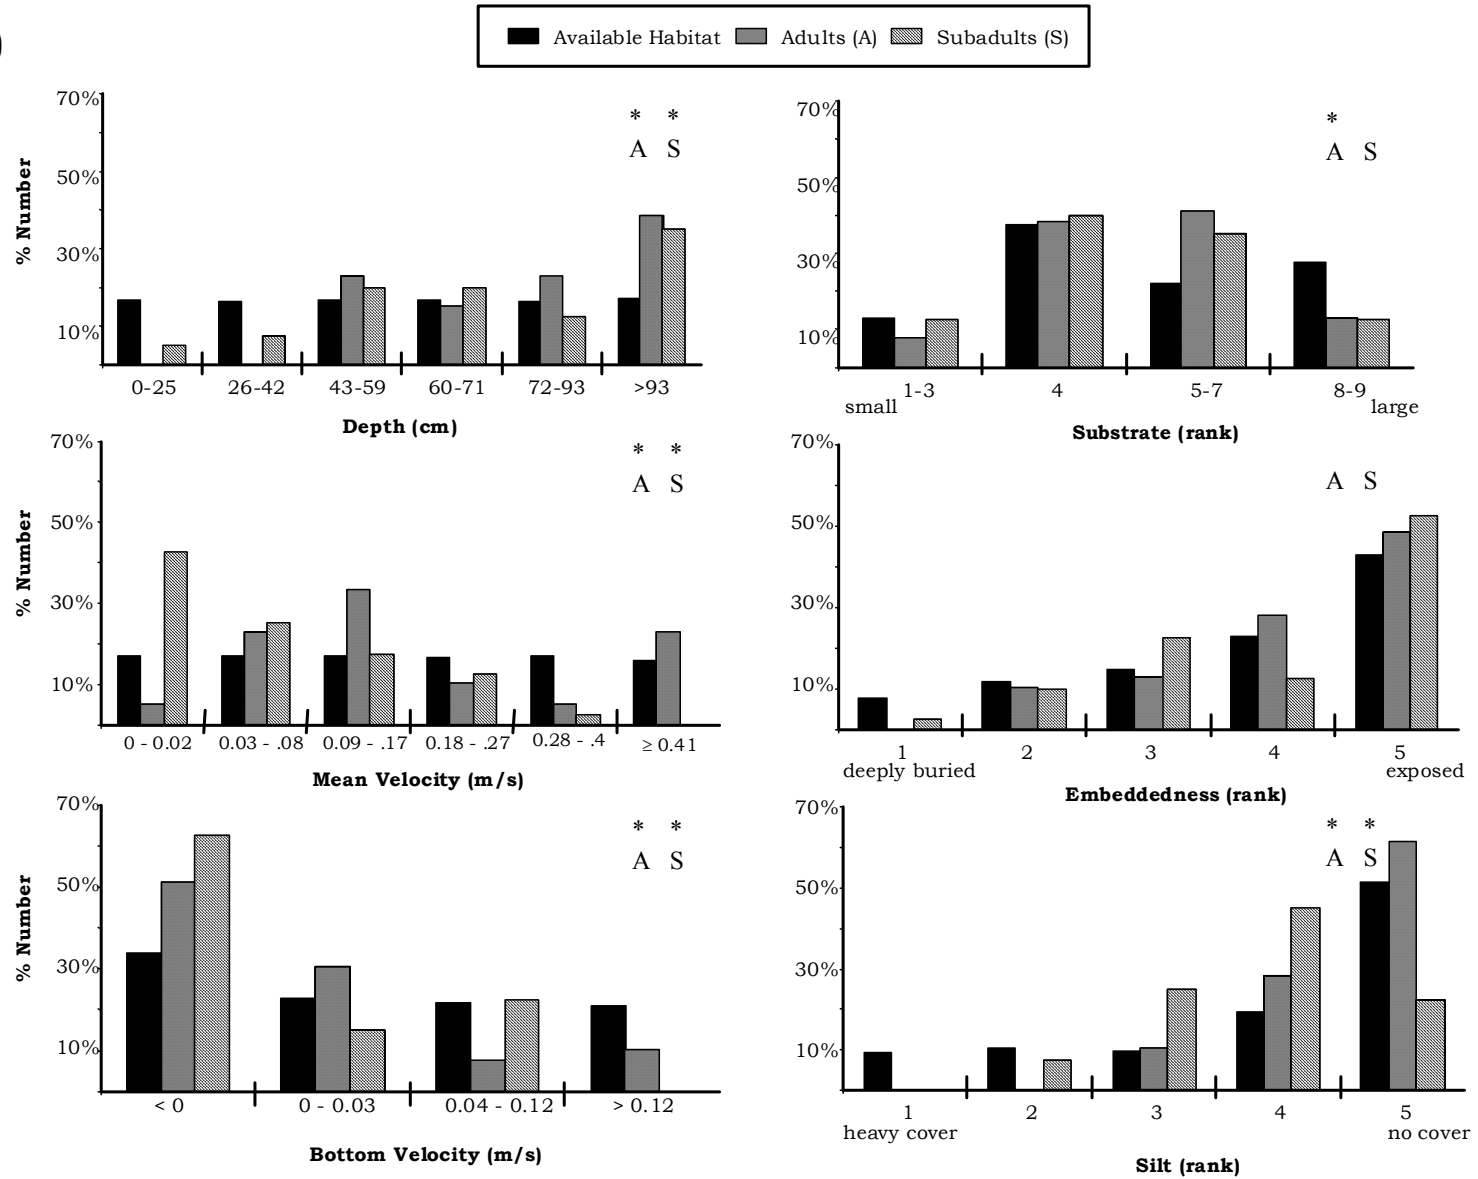 )
Available Habitat Adults (A) Subadults (S)
70%
50%
30%
10%
% Number
* *
A S
0-25 26-42 43-59 60-71 72-93 >93
Depth (cm)
70%
50%
30%
10%
*
A S
1-3 4 5-7 8-9
small large
Substrate (rank)
70%
50%
30%
10%
% Number
* *
A S
0 - 0.02 0.03 - .08 0.09 - .17 0.18 - .27 0.28 - .4 ≥ 0.41
Mean Velocity (m/s)
70%
50%
30%
10%
A S
1 2 3 4 5
deeply buried exposed
Embeddedness (rank)
70%
50%
30%
10%
% Number
* *
A S
< 0 0 - 0.03 0.04 - 0.12 > 0.12
Bottom Velocity (m/s)
70%
50%
30%
10%
* *
A S
1 2 3 4 5
heavy cover no cover
Silt (rank)